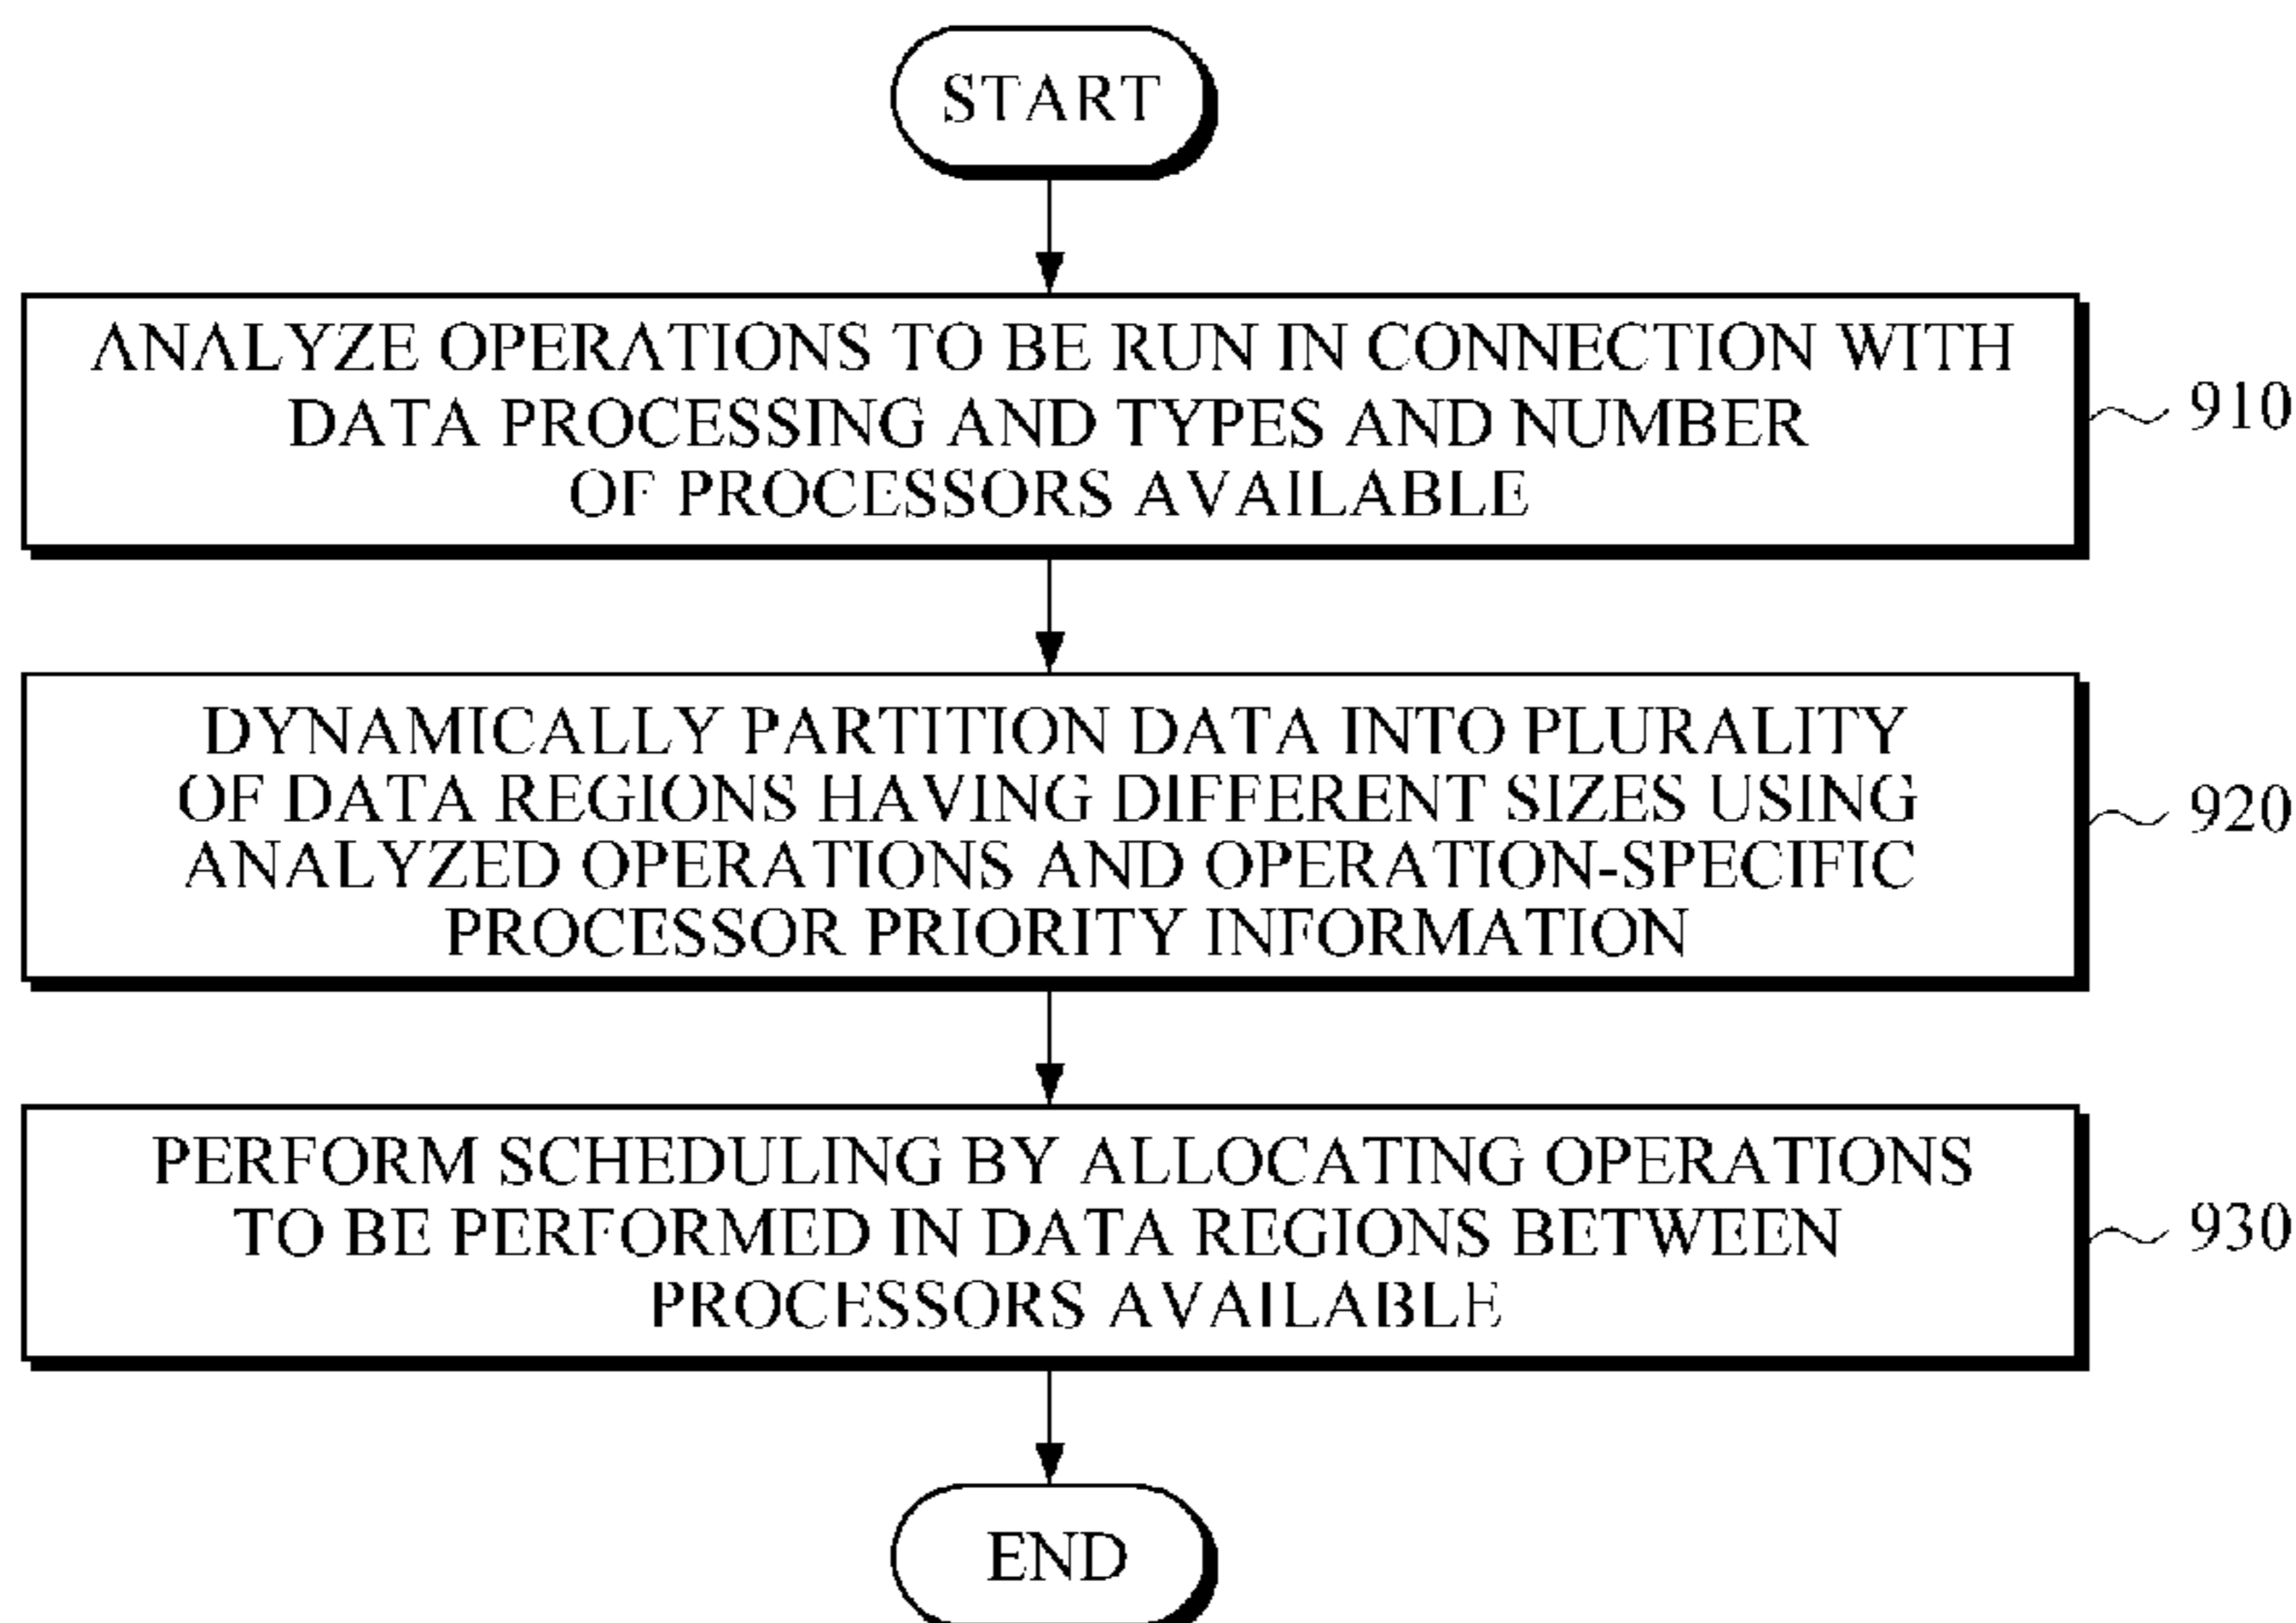 START
ANALYZE OPERATIONS TO BE RUN IN CONNECTION WITH
DATA PROCESSING AND TYPES AND NUMBER
OF PROCESSORS AVAILABLE
910
DYNAMICALLY PARTITION DATA INTO PLURALITY
OF DATA REGIONS HAVING DIFFERENT SIZES USING
ANALYZED OPERATIONS AND OPERATION-SPECIFIC
PROCESSOR PRIORITY INFORMATION
920
PERFORM SCHEDULING BY ALLOCATING OPERATIONS
TO BE PERFORMED IN DATA REGIONS BETWEEN
PROCESSORS AVAILABLE
930
END